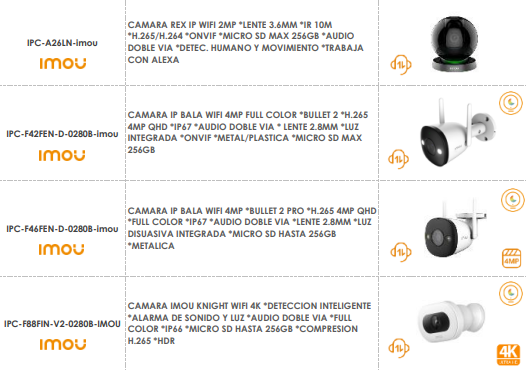 IPC-A26LN-imou
imou
CAMARA REX IP WIFI 2MP *LENTE 3.6MM *IR 10M
*H.265/H.264 *ONVIF *MICRO SD MAX 256GB *AUDIO
DOBLE VIA *DETEC. HUMANO Y MOVIMIENTO *TRABAJA
CON ALEXA
IPC-F42FEN-D-0280B-imou
imou
CAMARA IP BALA WIFI 4MP FULL COLOR *BULLET 2 *H.265
4MP QHD *IP67 *AUDIO DOBLE VIA * LENTE 2.8MM *LUZ
INTEGRADA *ONVIF *METAL/PLASTICA *MICRO SD MAX
256GB
IPC-F46FEN-D-0280B-imou
imou
CAMARA IP BALA WIFI 4MP *BULLET 2 PRO *H.265 4MP QHD
*FULL COLOR *IP67 *AUDIO DOBLE VIA *LENTE 2.8MM *LUZ
DISUASIVA INTEGRADA *MICRO SD HASTA 256GB
*METALICA
4MP
IPC-F88FIN-V2-0280B-IMOU
imou
CAMARA IMOU KNIGHT WIFI 4K *DETECCION INTELIGENTE
*ALARMA DE SONIDO Y LUZ *AUDIO DOBLE VIA *FULL
COLOR *IP66 *MICRO SD HASTA 256GB *COMPRESION
H.265 *HDR
4K